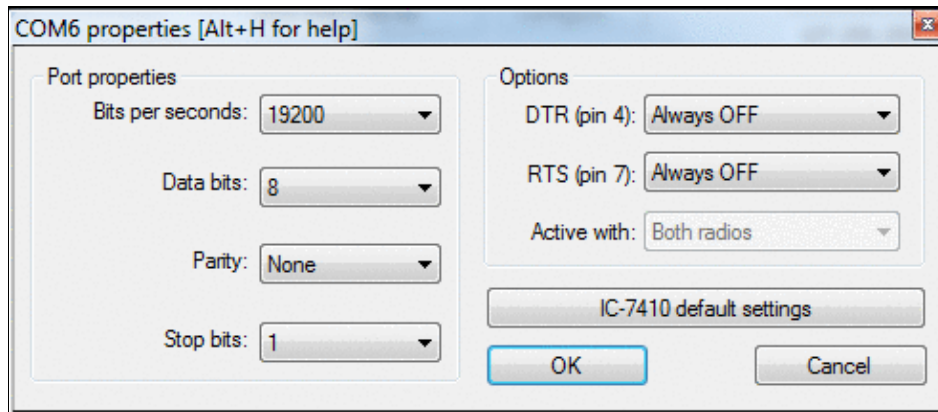 COM6 properties [Alt+H for help]
Port properties
Bits per seconds: 19200
Data bits: 8
Parity: None
Stop bits: 1
Options
DTR (pin 4): Always OFF
RTS (pin 7): Always OFF
Active with: Both radios
IC-7410 default settings
OK Cancel